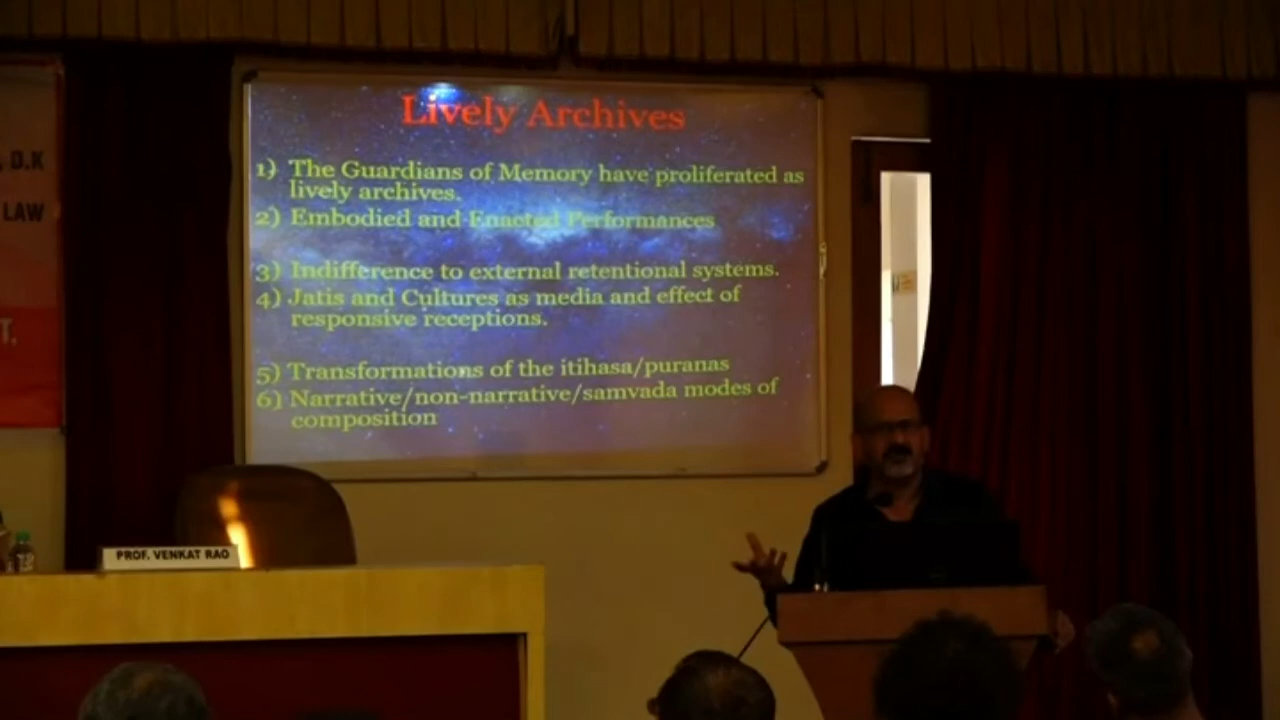 Lively Archives
1) The Guardians of Memory have proliferated as
lively archives.
2) Embodied and Enacted Performances
3) Indifference to external retentional systems.
4) Jatis and Cultures as media and effect of
responsive receptions.
5) Transformations of the itihasa/puranas
6) Narrative/non-narrative/samvada modes of
composition
, D.K
LAW
T,
PROF. VENKAT RAO